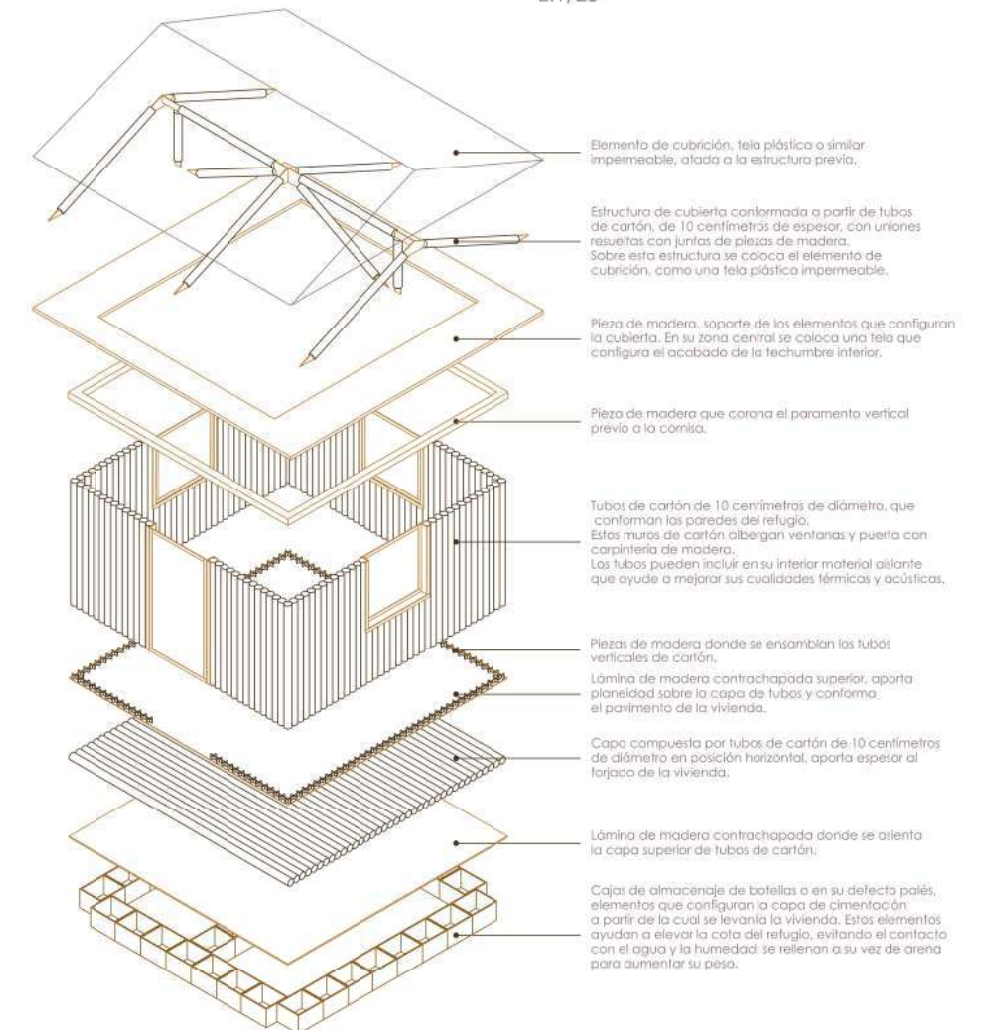 Elemento de cubrición, tela plástica o similar
impermeable, atada a la estructura previa.
Estructura de cubierta conformada a partir de tubos
de cartón, de 10 centímetros de espesor, con uniones
resueltas con juntas de piezas de madera.
Sobre esta estructura se coloca el elemento de
cubrición, como una tela plástica impermeable.
Pieza de madera, soporte de los elementos que configuran
la cubierta. En su zona central se coloca una tela que
configura el acabado de la techumbre interior.
Pieza de madera que corona el paramento vertical
previo a la cornisa.
Tubos de cartón de 10 centímetros de diámetro, que
conforman las paredes del refugio.
Estos muros de cartón albergan ventanas y puerta con
carpintería de madera.
Los tubos pueden incluir en su interior material aislante
que ayude a mejorar sus cualidades térmicas y acústicas.
Piezas de madera donde se ensamblan los tubos
verticales de cartón.
Lámina de madera contrachapada superior, aporta
planeidad sobre la capa de tubos y conforma
el pavimento de la vivienda.
Capa compuesta por tubos de cartón de 10 centímetros
de diámetro en posición horizontal, aporta espesor al
forjado de la vivienda.
Lámina de madera contrachapada donde se asienta
la capa superior de tubos de cartón.
Cajas de almacenaje de botellas o en su defecto palés,
elementos que configuran la capa de cimentación
a partir de la cual se levanta la vivienda. Estos elementos
ayudan a elevar la cota del refugio, evitando el contacto
con el agua y la humedad, se rellenan a su vez de arena
para aumentar su peso.